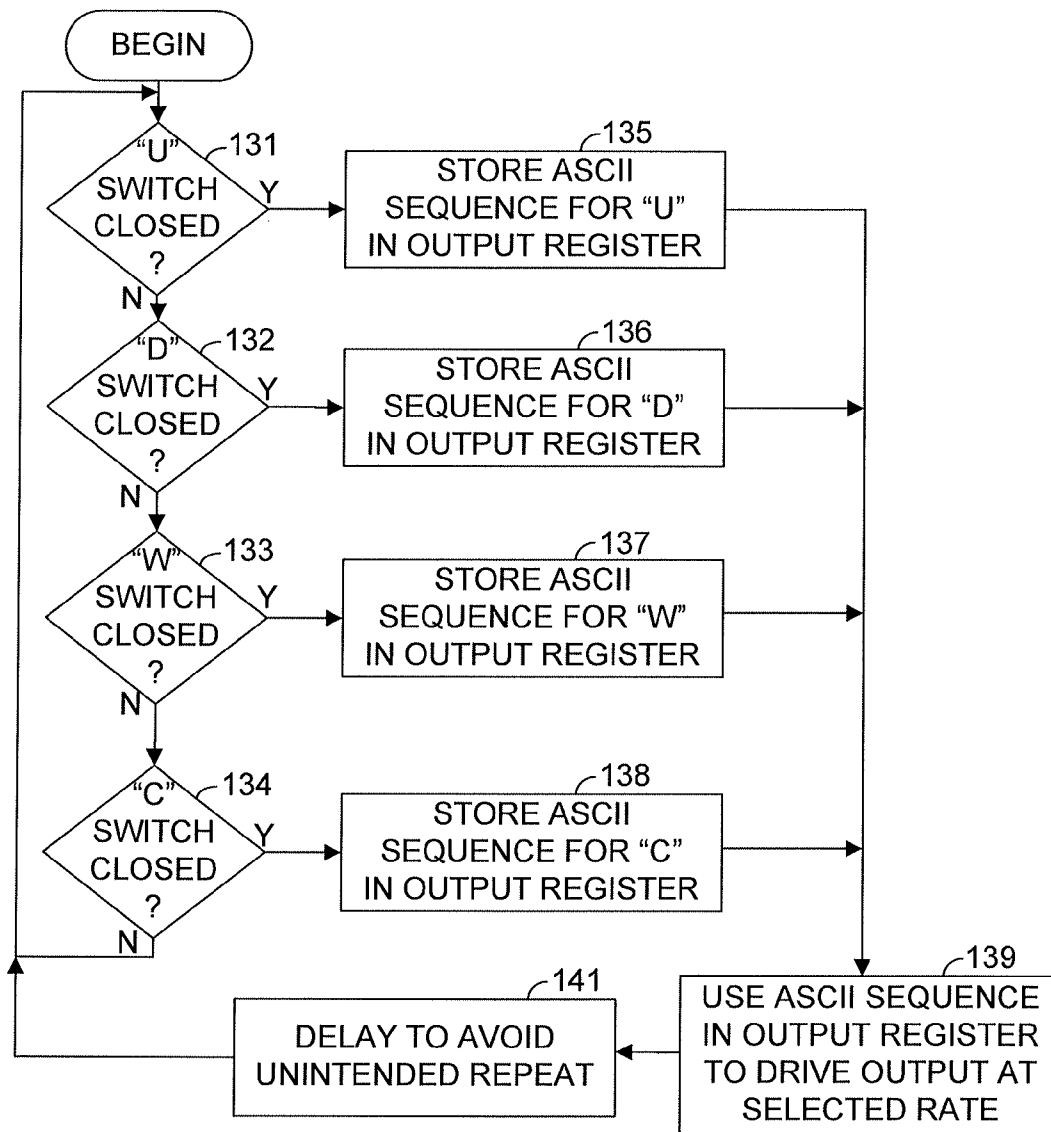 BEGIN
131
"U"
SWITCH
CLOSED
?
Y
N
135
STORE ASCII
SEQUENCE FOR "U"
IN OUTPUT REGISTER
132
"D"
SWITCH
CLOSED
?
Y
N
136
STORE ASCII
SEQUENCE FOR "D"
IN OUTPUT REGISTER
133
"W"
SWITCH
CLOSED
?
Y
N
137
STORE ASCII
SEQUENCE FOR "W"
IN OUTPUT REGISTER
134
"C"
SWITCH
CLOSED
?
Y
N
138
STORE ASCII
SEQUENCE FOR "C"
IN OUTPUT REGISTER
139
USE ASCII SEQUENCE
IN OUTPUT REGISTER
TO DRIVE OUTPUT AT
SELECTED RATE
141
DELAY TO AVOID
UNINTENDED REPEAT